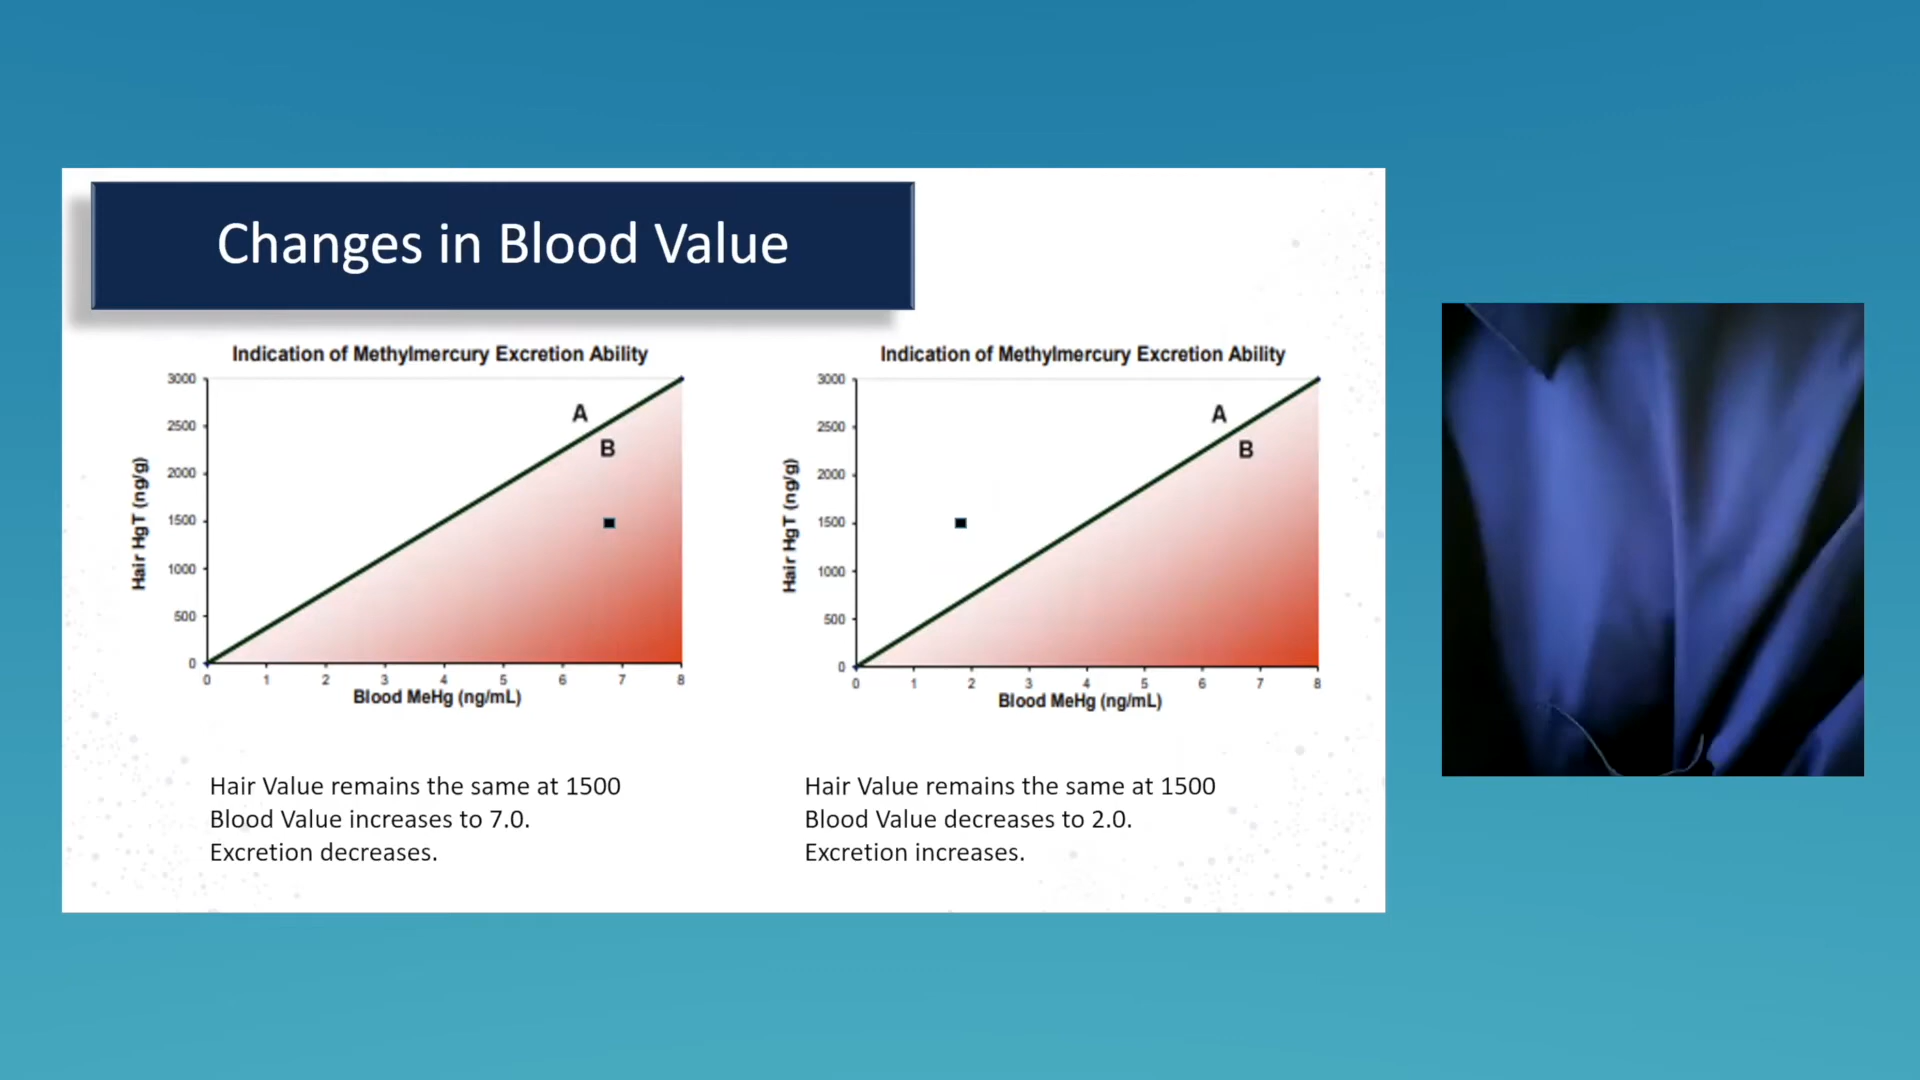 Changes in Blood Value
Indication of Methylmercury Excretion Ability
3000
2500
2000
1500
1000
500
0
Hair HgT (ng/g)
A
B
0 1 2 3 4 5 6 7 8
Blood MeHg (ng/mL)
Hair Value remains the same at 1500
Blood Value increases to 7.0.
Excretion decreases.
Indication of Methylmercury Excretion Ability
3000
2500
2000
1500
1000
500
0
Hair HgT (ng/g)
A
B
0 1 2 3 4 5 6 7 8
Blood MeHg (ng/mL)
Hair Value remains the same at 1500
Blood Value decreases to 2.0.
Excretion increases.